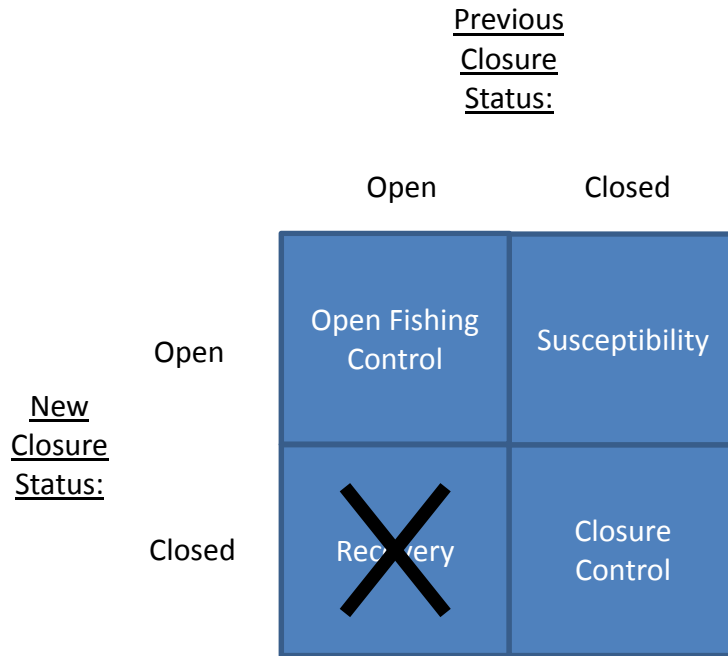 Previous
Closure
Status:
Open Closed
Open Fishing
Control
Susceptibility
Open
New
Closure
Status:
Closed
Recovery
Closure
Control